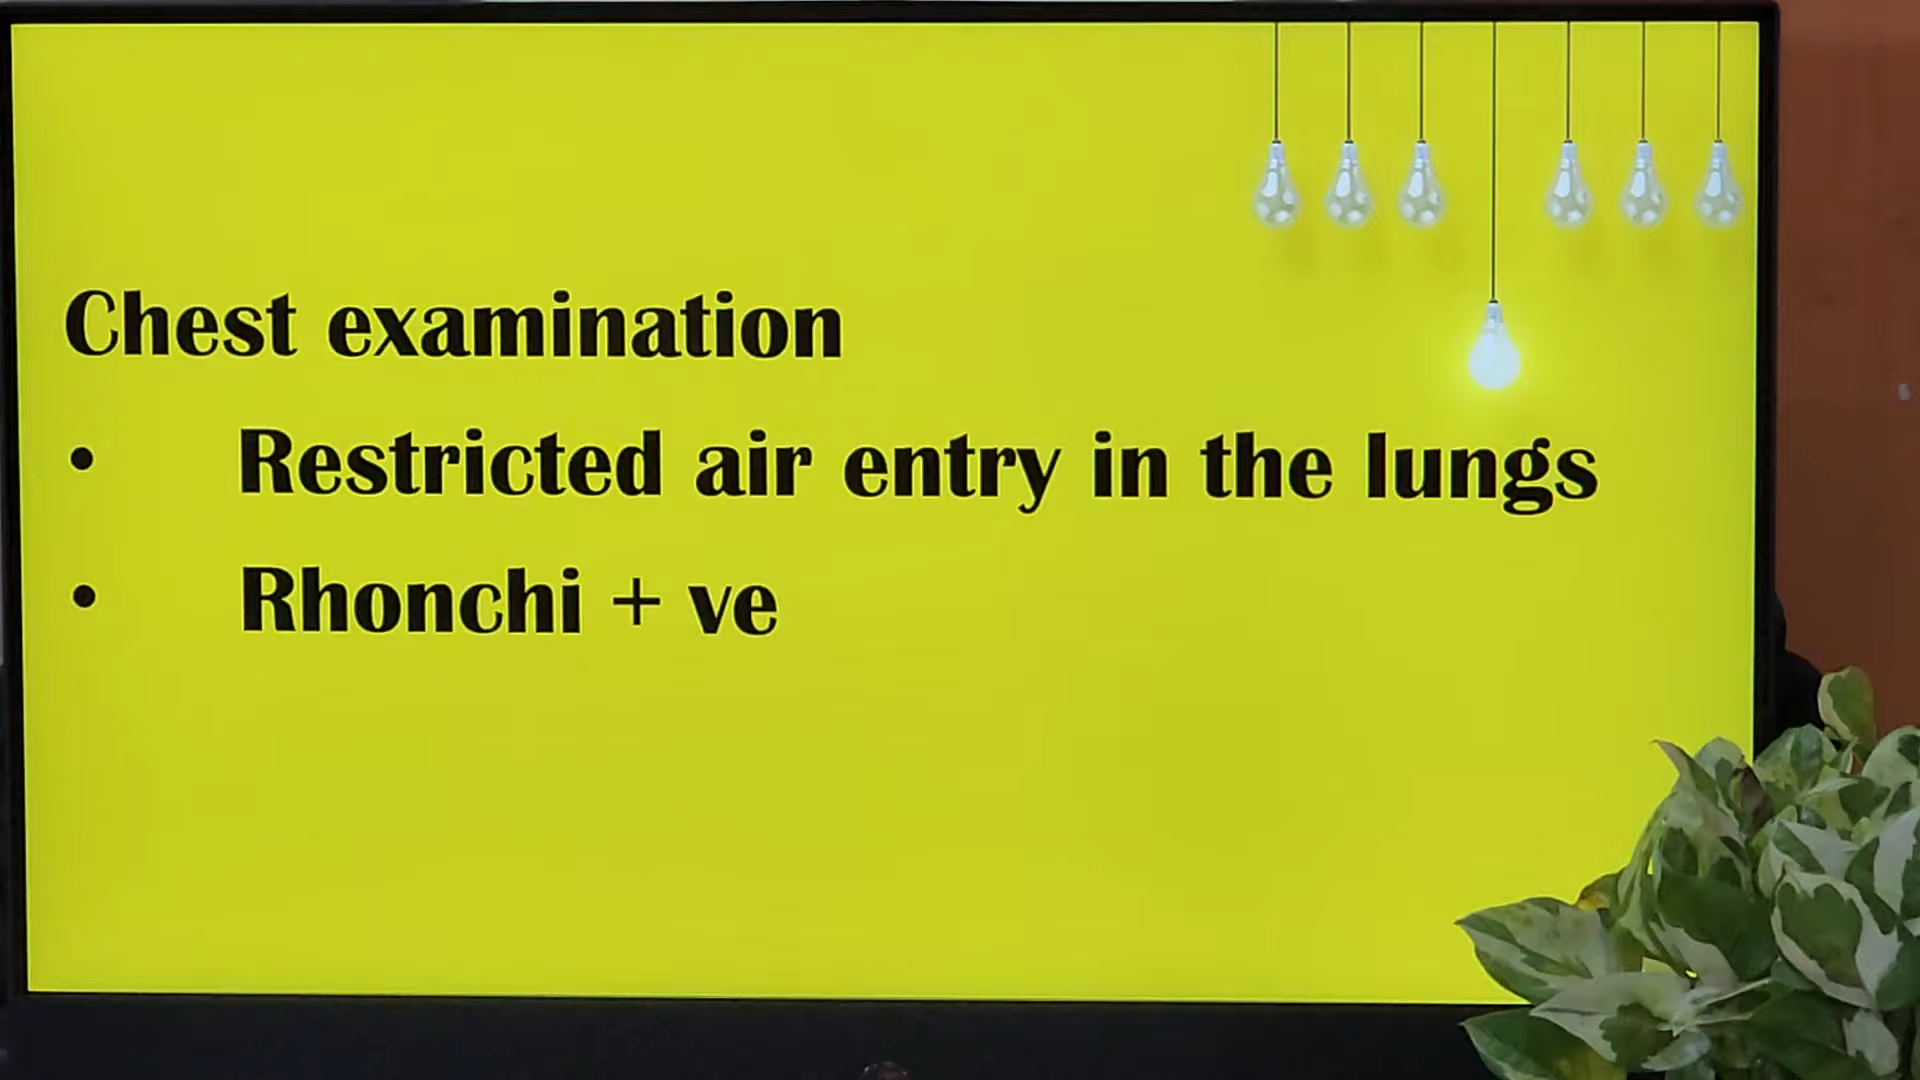 Chest examination
• Restricted air entry in the lungs
• Rhonchi + ve